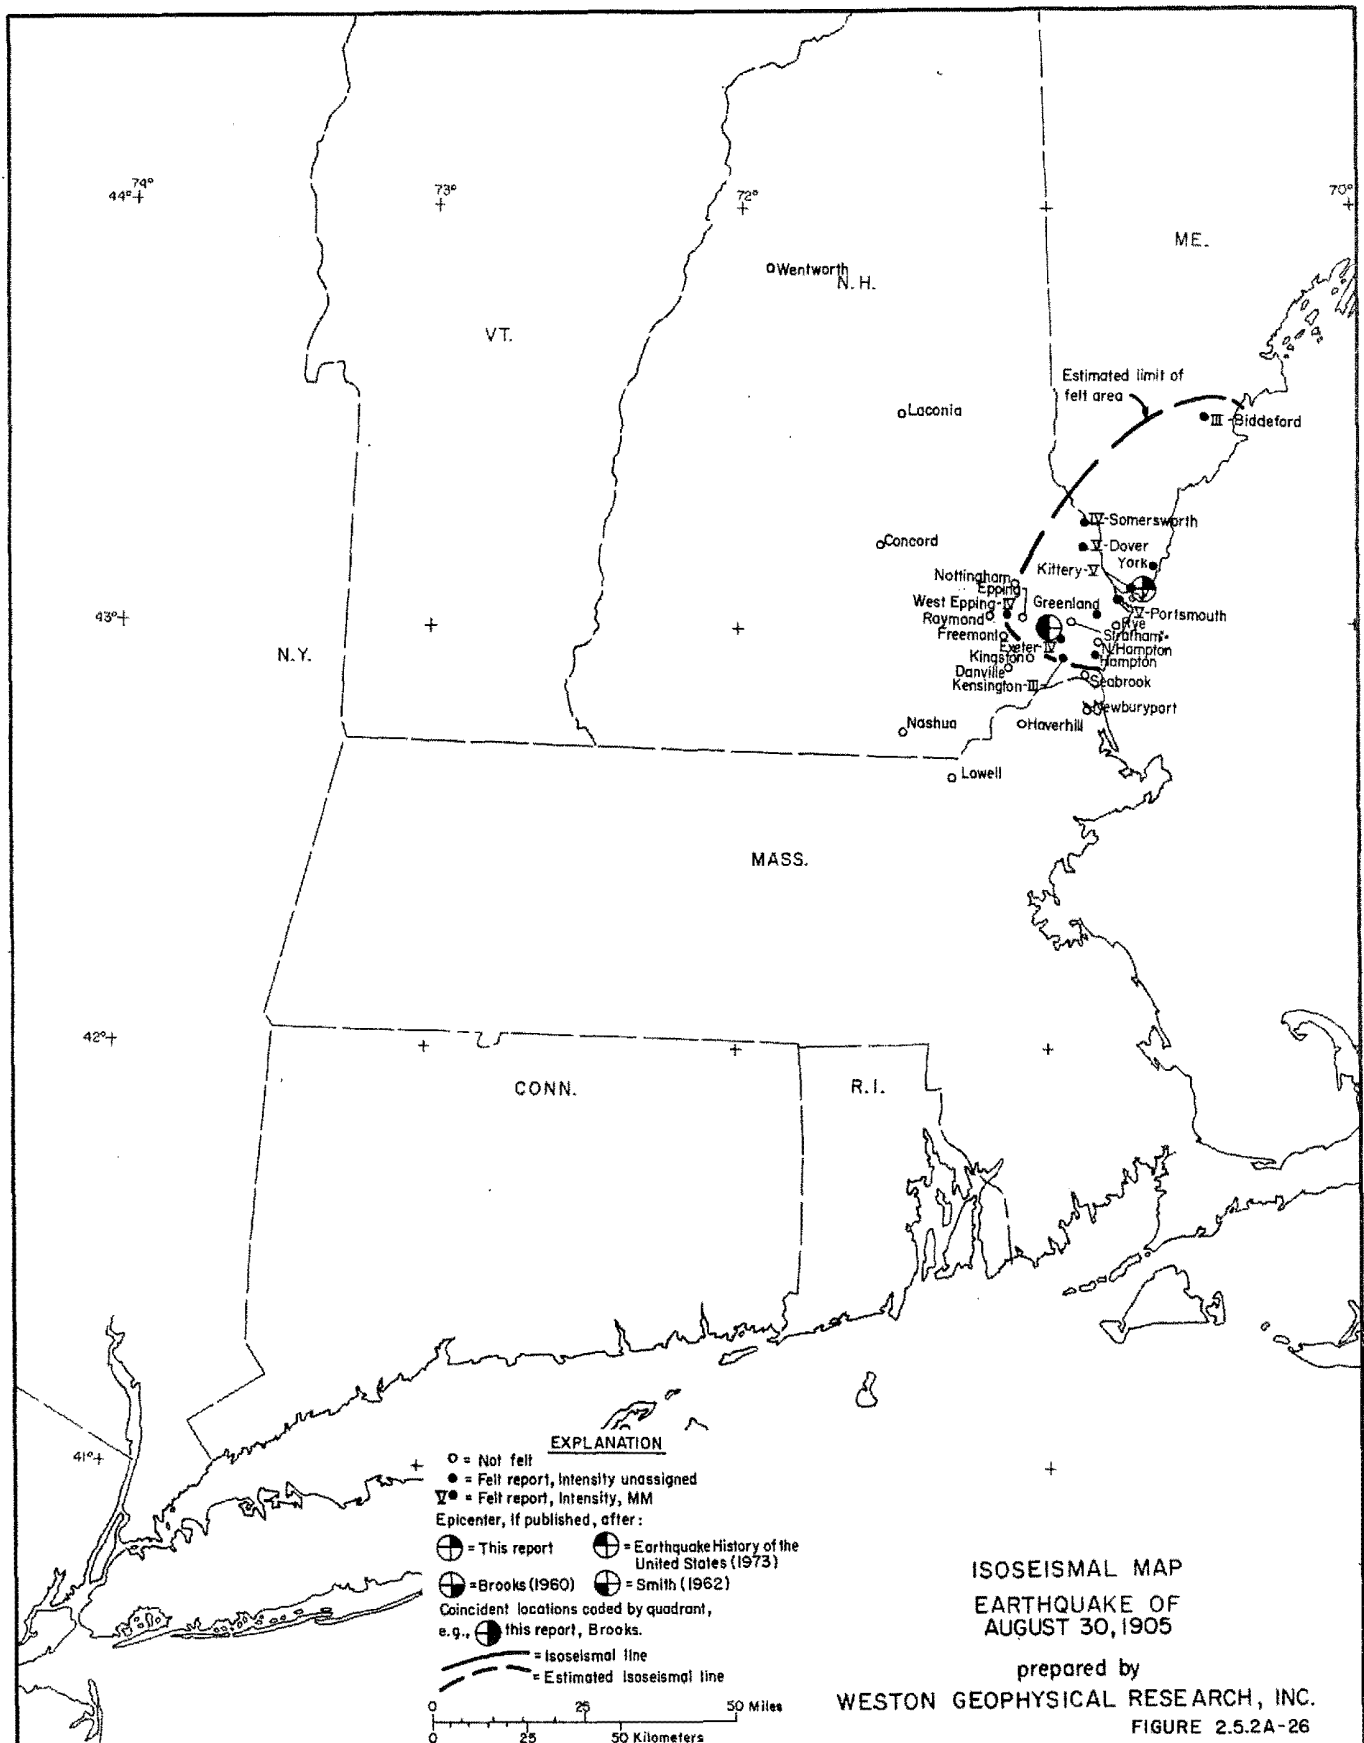 74°
44°
73°
72°
70°
ME.
Wentworth
N.H.
VT.
Estimated limit of
felt area
III-Biddeford
Laconia
IV-Somersworth
V-Dover
Concord
York
Kittery-V
Nottingham
Epping
West Epping-IV
Greenland
V-Portsmouth
43°
Raymond
Rye
Freemont
Stratham
Exeter-IV
N.Hampton
N.Y.
Kingston
Hampton
Danville
Kensington-III
Seabrook
Newburyport
Nashua
Haverhill
Lowell
MASS.
42°
CONN.
R.I.
41°
EXPLANATION
= Not felt
= Felt report, Intensity unassigned
V = Felt report, Intensity, MM
Epicenter, if published, after:
= This report
= Earthquake History of the
United States (1973)
= Brooks (1960)
= Smith (1962)
Coincident locations coded by quadrant,
e.g., this report, Brooks.
= Isoseismal line
= Estimated Isoseismal line
0 25 50 Miles
0 25 50 Kilometers
ISOSEISMAL MAP
EARTHQUAKE OF
AUGUST 30, 1905
prepared by
WESTON GEOPHYSICAL RESEARCH, INC.
FIGURE 2.5.2A-26